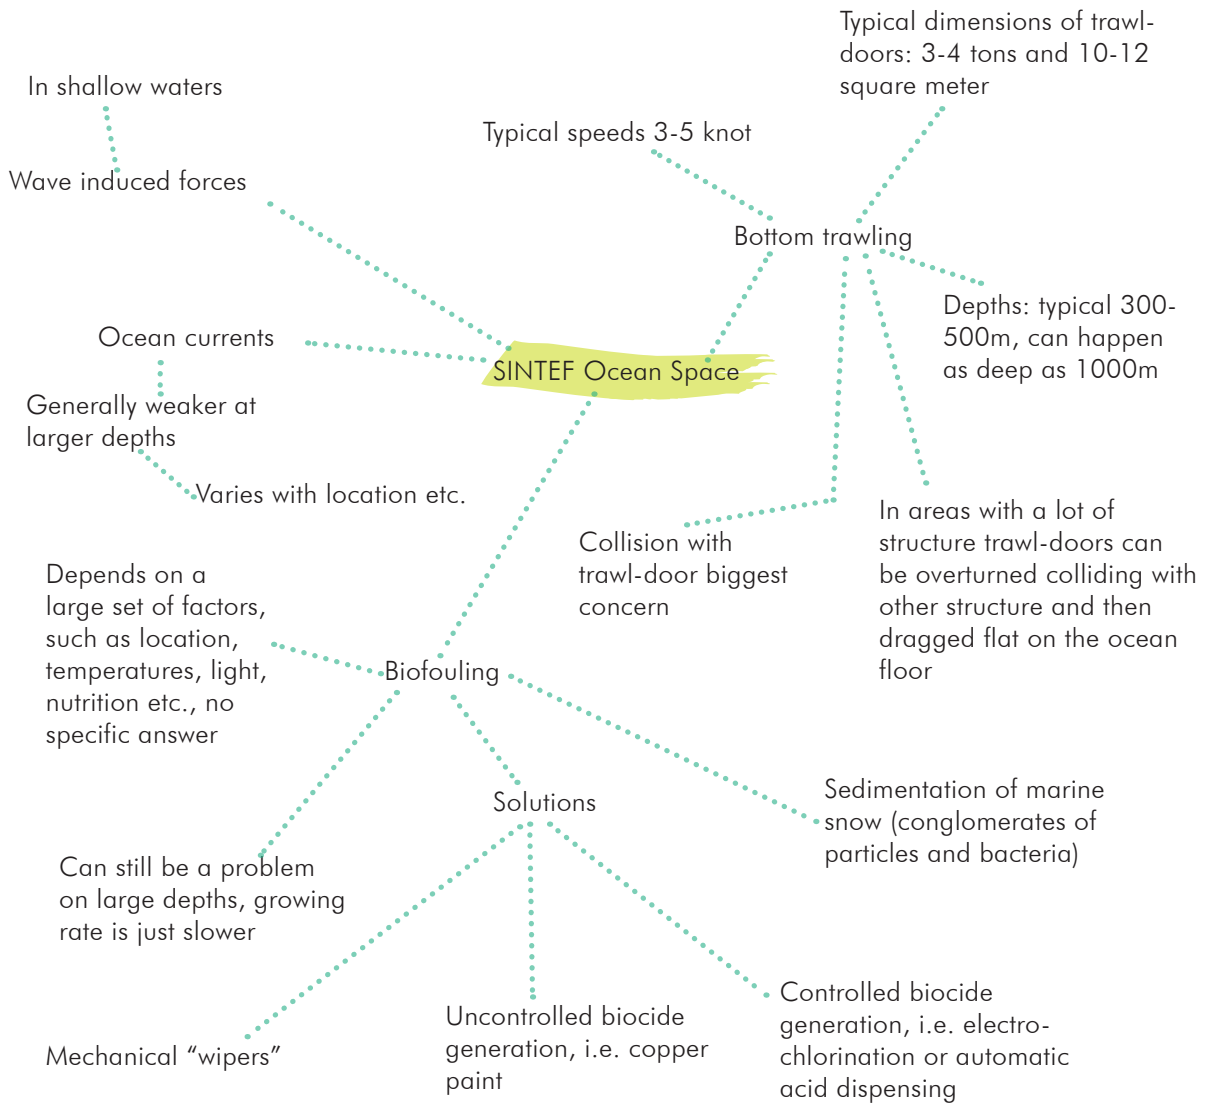 Typical dimensions of trawl-
doors: 3-4 tons and 10-12
square meter
In shallow waters
Typical speeds 3-5 knot
Wave induced forces
Bottom trawling
Depths: typical 300-
500m, can happen
as deep as 1000m
Ocean currents
SINTEF Ocean Space
Generally weaker at
larger depths
Varies with location etc.
Collision with
trawl-door biggest
concern
In areas with a lot of
structure trawl-doors can
be overturned colliding with
other structure and then
dragged flat on the ocean
floor
Depends on a
large set of factors,
such as location,
temperatures, light,
nutrition etc., no
specific answer
Biofouling
Solutions
Sedimentation of marine
snow (conglomerates of
particles and bacteria)
Can still be a problem
on large depths, growing
rate is just slower
Mechanical “wipers”
Uncontrolled biocide
generation, i.e. copper
paint
Controlled biocide
generation, i.e. electro-
chlorination or automatic
acid dispensing